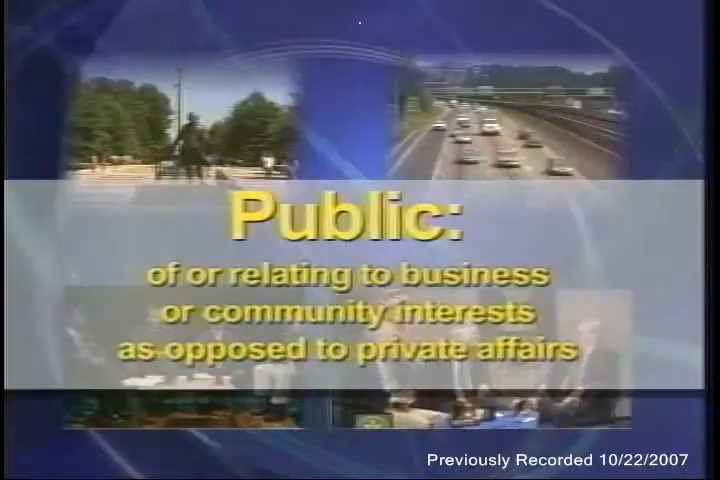 Public:
of or relating to business
or community interests
as opposed to private affairs
Previously Recorded 10/22/2007